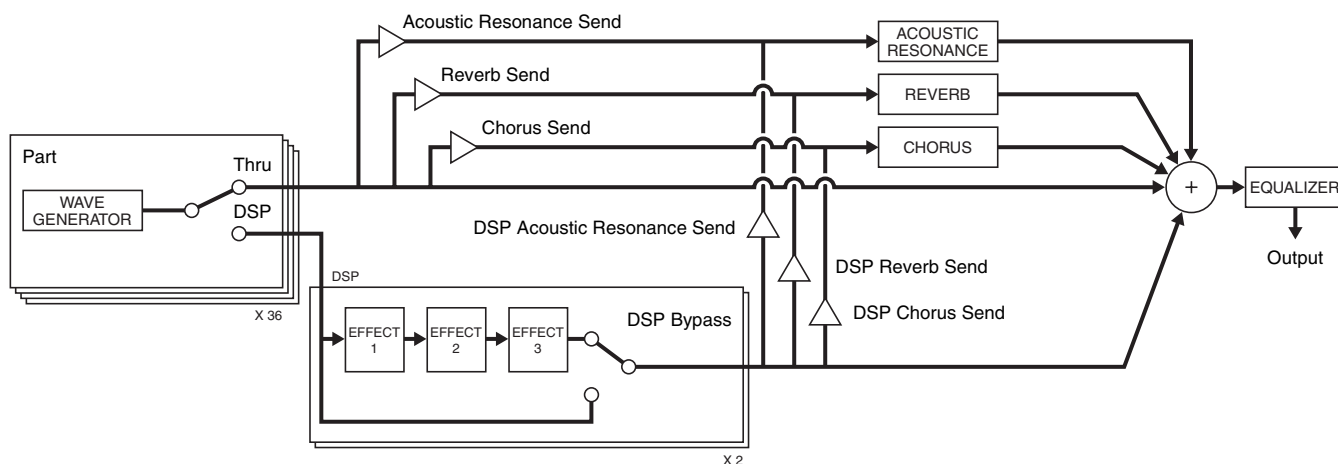 Acoustic Resonance Send
ACOUSTIC
RESONANCE
Reverb Send
REVERB
Chorus Send
CHORUS
Part
Thru
WAVE
GENERATOR
DSP
+
EQUALIZER
DSP Acoustic Resonance Send
Output
DSP Reverb Send
DSP
X 36
DSP Chorus Send
DSP Bypass
EFFECT
1
EFFECT
2
EFFECT
3
X 2